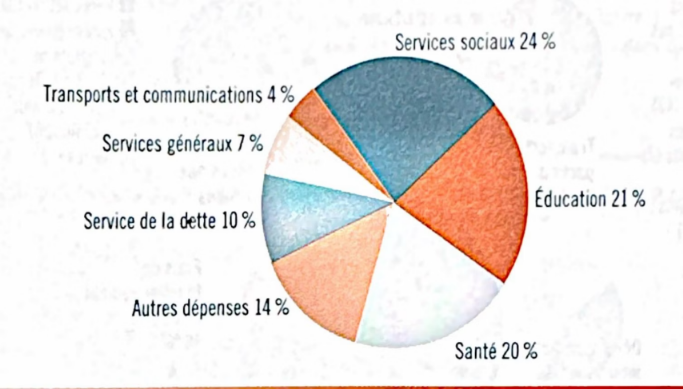 Services sociaux 24 %
Transports et communications 4 %
Services généraux 7 %
Éducation 21 %
Service de la dette 10 %
Autres dépenses 14 %
Santé 20 %